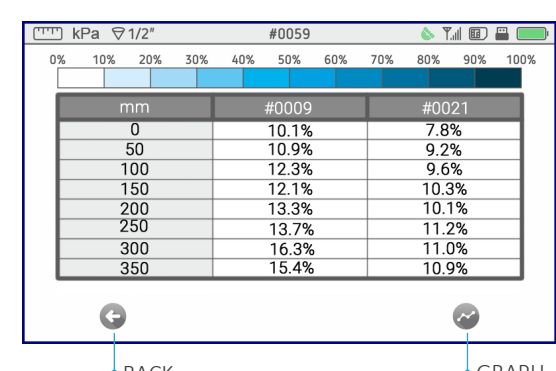 kPa 1/2" #0059
0% 10% 20% 30% 40% 50% 60% 70% 80% 90% 100%
mm #0009 #0021
0 10.1% 7.8%
50 10.9% 9.2%
100 12.3% 9.6%
150 12.1% 10.3%
200 13.3% 10.1%
250 13.7% 11.2%
300 16.3% 11.0%
350 15.4% 10.9%
BACK GRAPH